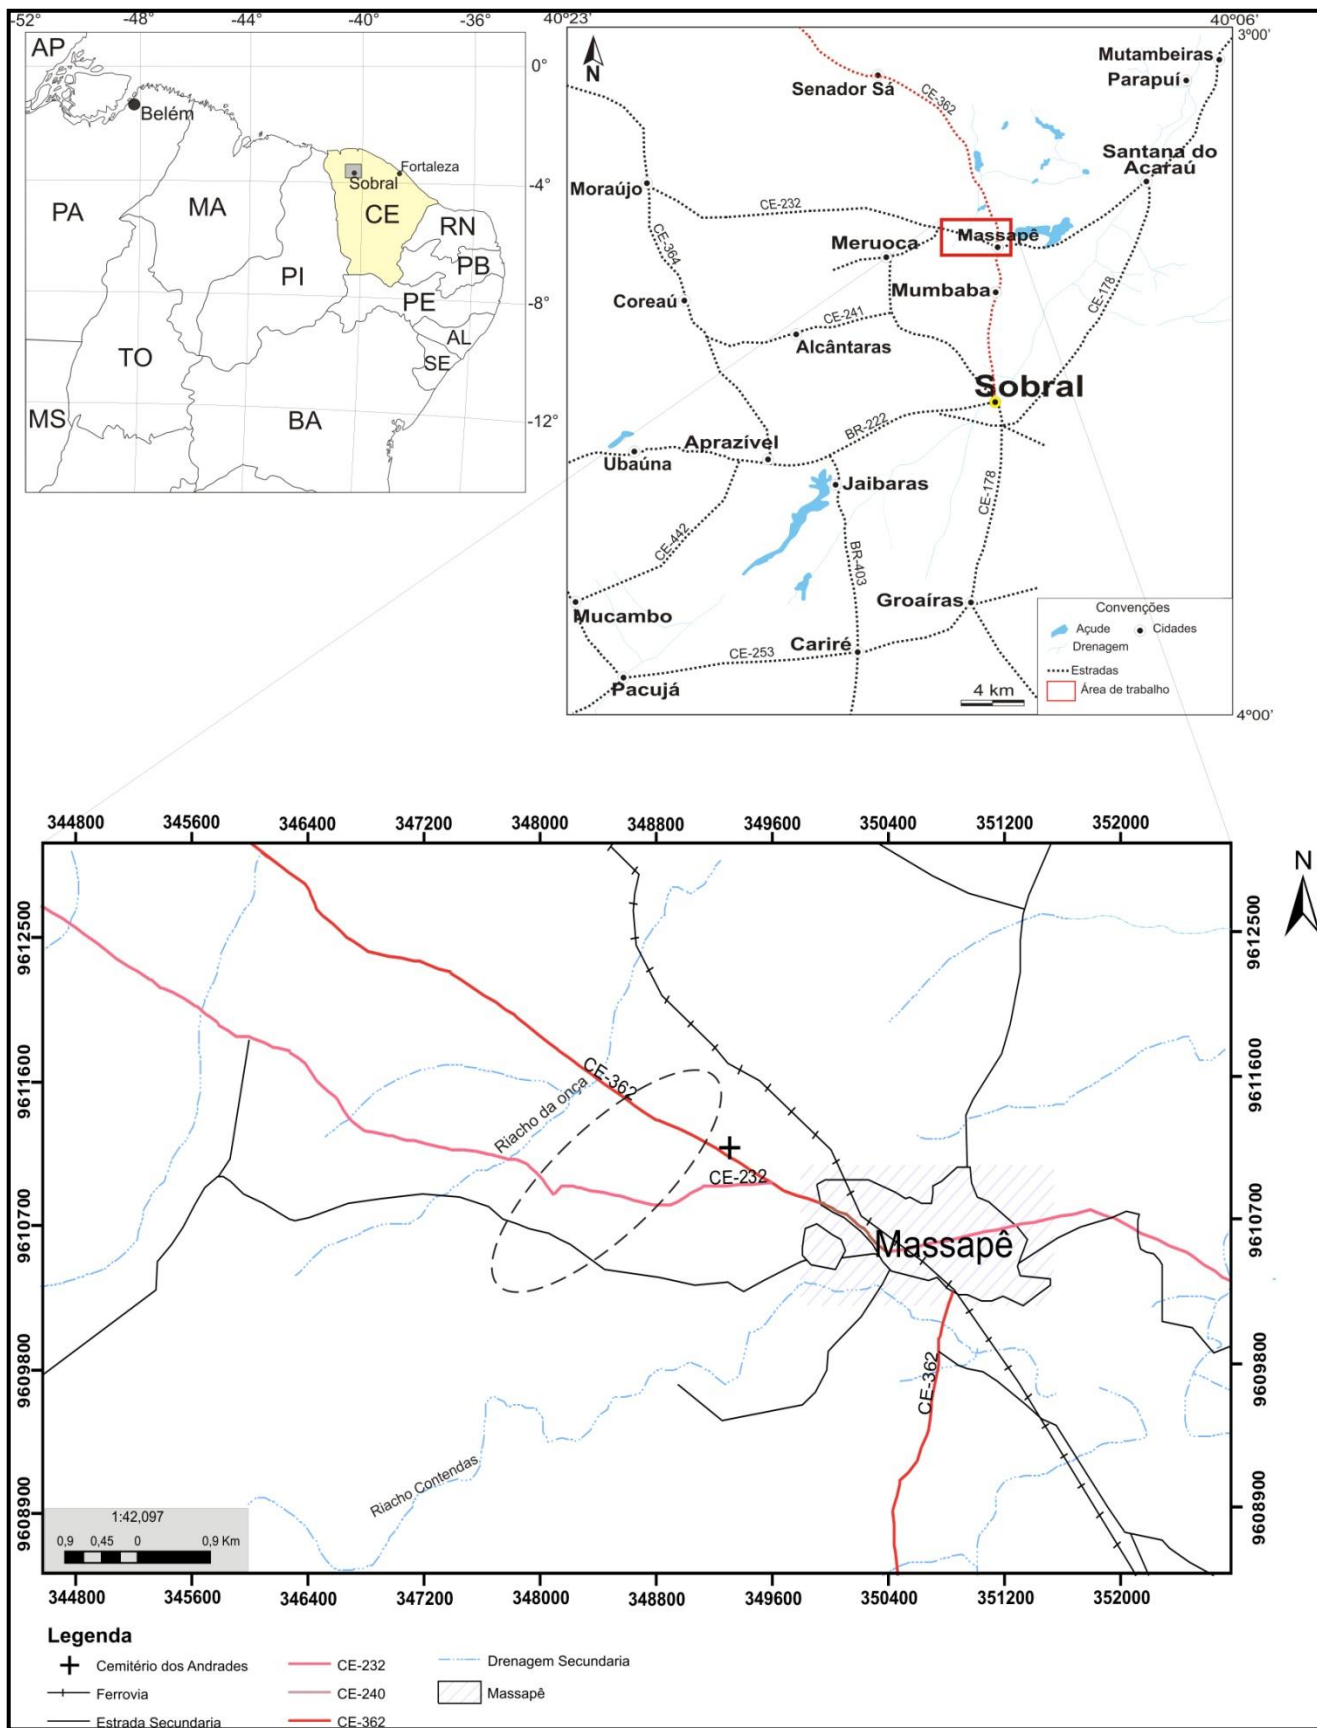 -52°
-48°
-44°
-40°
-36°
AP
0°
Belém
Fortaleza
Sobral
-4°
PA
MA
CE
RN
PI
PB
PE
-8°
AL
TO
SE
MS
BA
-12°
40°23'
40°06'
3°00'
N
Mutambeiras
Parapuí
Senador Sá
CE-362
Santana do
Acaraú
Moraújo
CE-232
Massapê
Meruoca
CE-364
Mumbaba
CE-178
Coreaú
CE-241
Alcântaras
Sobral
BR-222
Aprazível
Ubaúna
Jaibaras
CE-178
CE-442
BR-403
Groaíras
Mucambo
Cariré
CE-253
Pacujá
4 km
Convenções
Açude
Cidades
Drenagem
Estradas
Área de trabalho
4º00'
344800 345600 346400 347200 348000 348800 349600 350400 351200 352000
N
9612500
9612500
9611600
9611600
CE-362
Riacho da onça
CE-232
9610700
9610700
Massapê
9609800
9609800
CE-362
Riacho Contendas
9608900
9608900
1:42,097
0,9 0,45 0 0,9 Km
344800 345600 346400 347200 348000 348800 349600 350400 351200 352000
Legenda
Cemitério dos Andrades
CE-232
Drenagem Secundaria
Ferrovia
CE-240
Massapê
Estrada Secundaria
CE-362